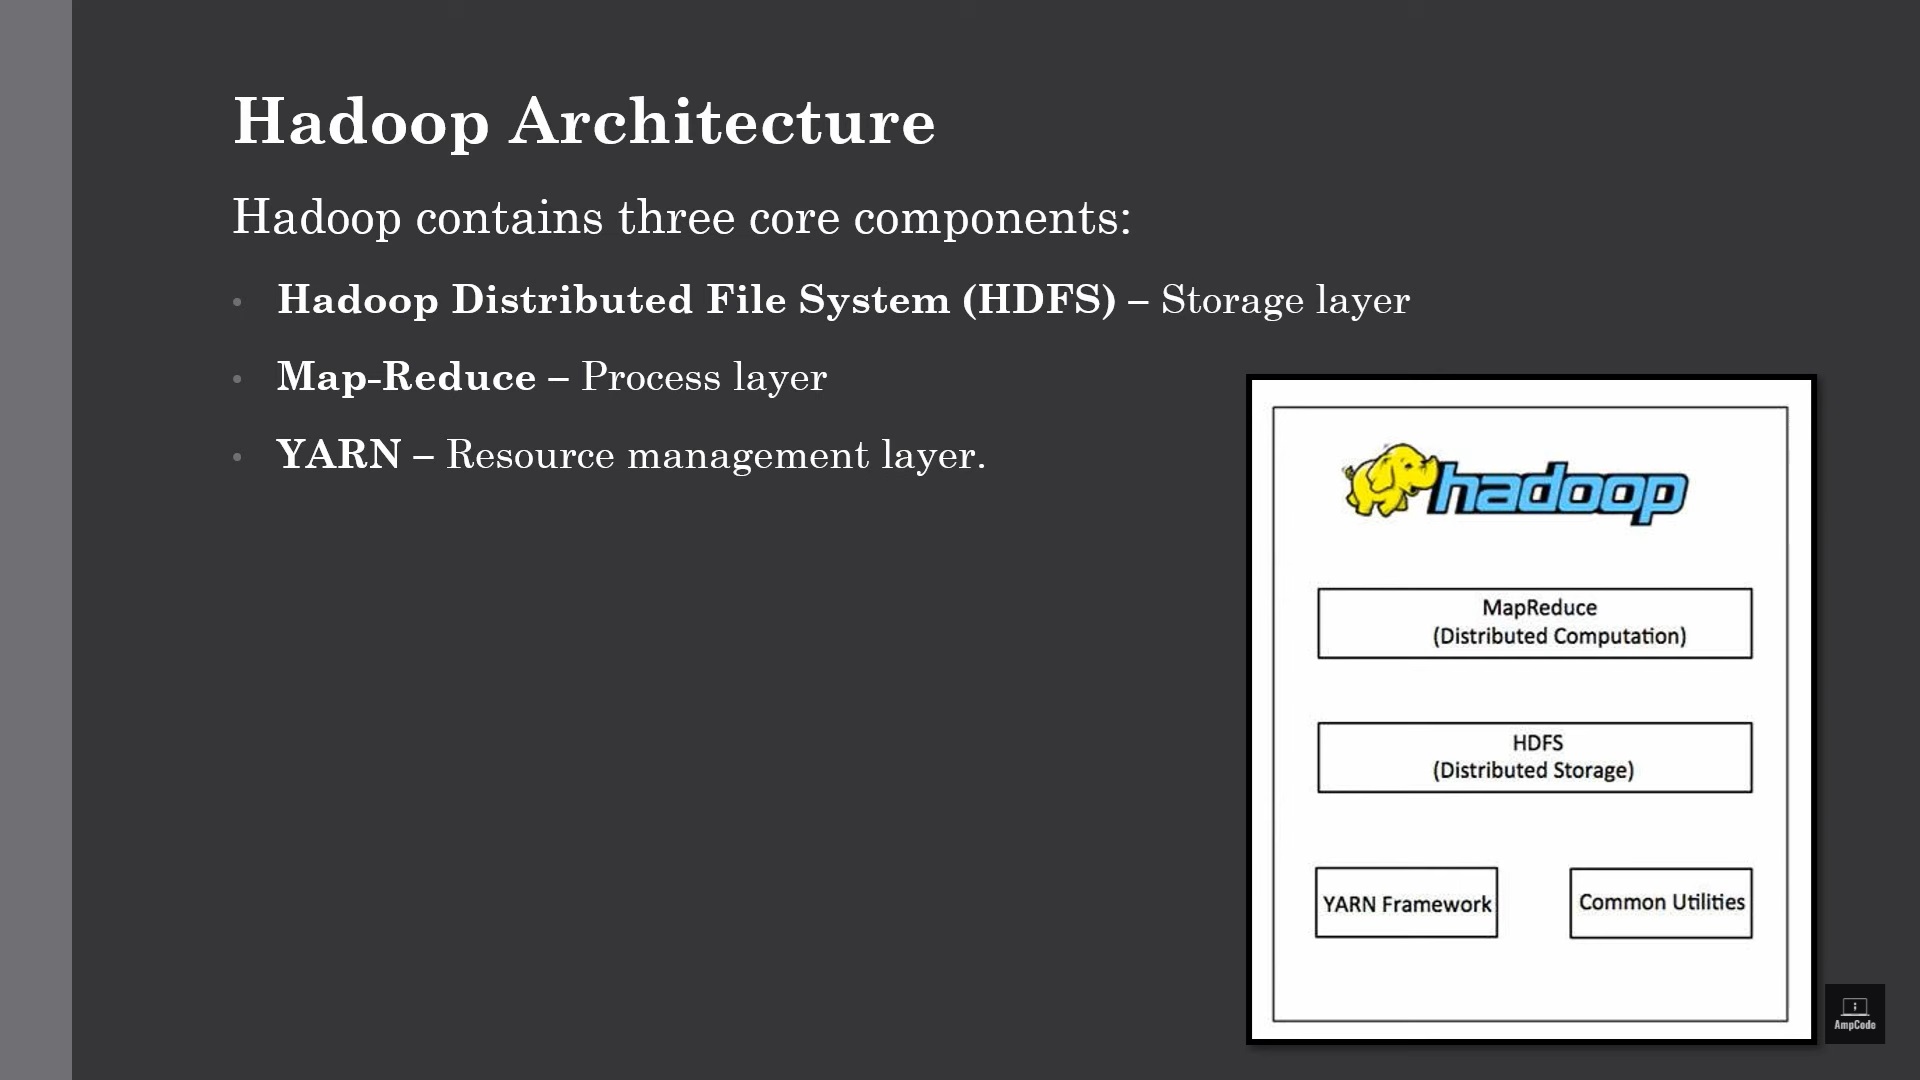 Hadoop Architecture
Hadoop contains three core components:
• Hadoop Distributed File System (HDFS) – Storage layer
• Map-Reduce – Process layer
• YARN – Resource management layer.
hadoop
MapReduce
(Distributed Computation)
HDFS
(Distributed Storage)
YARN Framework
Common Utilities
AmpCode